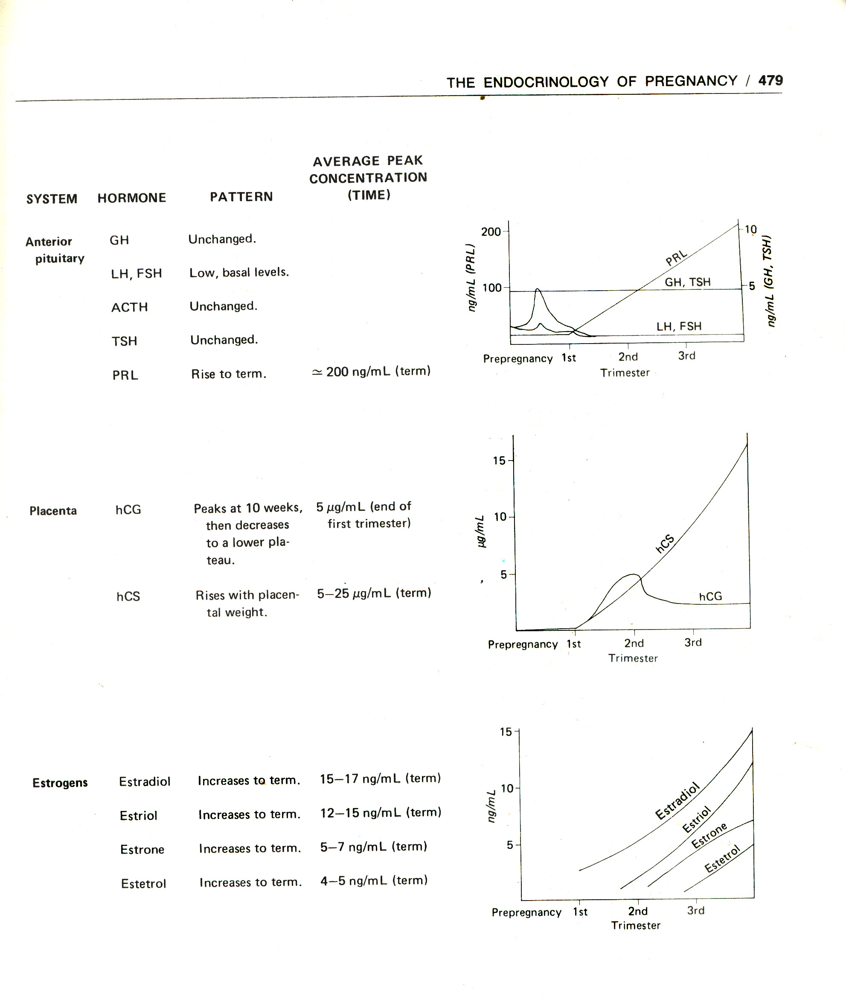 THE ENDOCRINOLOGY OF PREGNANCY / 479
AVERAGE PEAK
CONCENTRATION
SYSTEM HORMONE PATTERN (TIME)
Anterior GH Unchanged.
pituitary
LH, FSH Low, basal levels.
ACTH Unchanged.
TSH Unchanged.
PRL Rise to term. ≃ 200 ng/mL (term)
200
100
ng/mL (PRL)
PRL
GH, TSH
LH, FSH
10
5
ng/mL (GH, TSH)
Prepregnancy 1st 2nd 3rd
Trimester
Placenta hCG Peaks at 10 weeks, 5 µg/mL (end of
then decreases first trimester)
to a lower pla-
teau.
hCS Rises with placen- 5–25 µg/mL (term)
tal weight.
15
10
5
µg/mL
hCS
hCG
Prepregnancy 1st 2nd 3rd
Trimester
Estrogens Estradiol Increases to term. 15–17 ng/mL (term)
Estriol Increases to term. 12–15 ng/mL (term)
Estrone Increases to term. 5–7 ng/mL (term)
Estetrol Increases to term. 4–5 ng/mL (term)
15
10
5
ng/mL
Estradiol
Estriol
Estrone
Estetrol
Prepregnancy 1st 2nd 3rd
Trimester